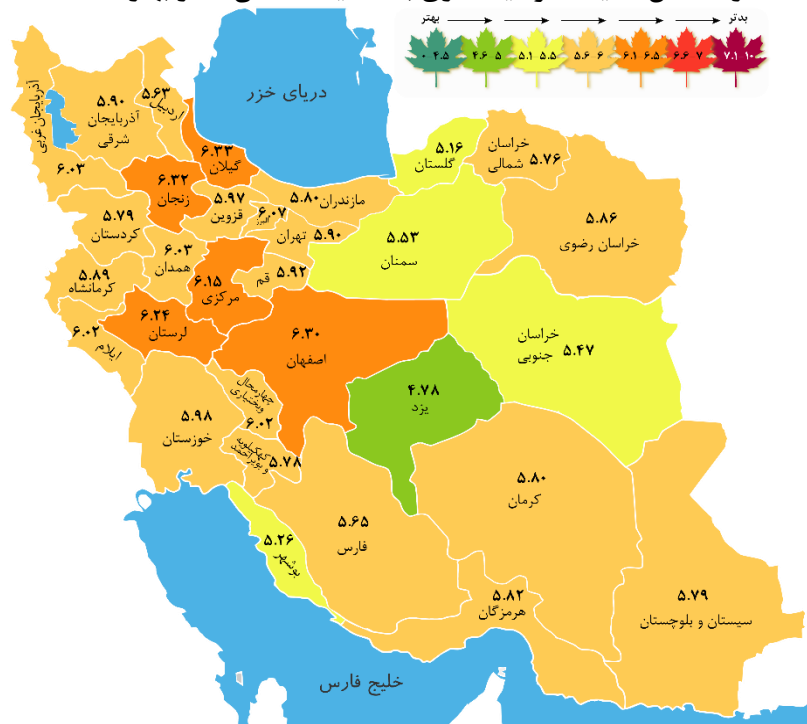 بهتر
بدتر
۰ ۴.۵
۴.۶ ۵
۵.۱ ۵.۵
۵.۶ ۶
۶.۱ ۶.۵
۶.۶ ۷
۷.۱ ۱۰
دریای خزر
آذربایجان غربی
۶.۰۳
۵.۹۰
آذربایجان
شرقی
۵.۶۳
اردبیل
۶.۳۳
گیلان
۶.۳۲
زنجان
۵.۹۷
قزوین
۶.۰۷
البرز
۵.۸۰ مازندران
۵.۹۰
تهران
۵.۱۶
گلستان
خراسان
شمالی
۵.۷۶
۵.۸۶
خراسان رضوی
۵.۵۳
سمنان
۵.۷۹
کردستان
۶.۰۳
همدان
۵.۸۹
کرمانشاه
۶.۱۵
مرکزی
۵.۹۲
قم
۶.۰۲
ایلام
۶.۲۴
لرستان
۶.۳۰
اصفهان
خراسان
جنوبی
۵.۴۷
۴.۷۸
یزد
چهارمحال
وبختیاری
۶.۰۲
۵.۹۸
خوزستان
کهکیلویه
و بویراحمد
۵.۷۸
۵.۸۰
کرمان
۵.۶۵
فارس
۵.۲۶
بوشهر
۵.۸۲
هرمزگان
۵.۷۹
سیستان و بلوچستان
خلیج فارس